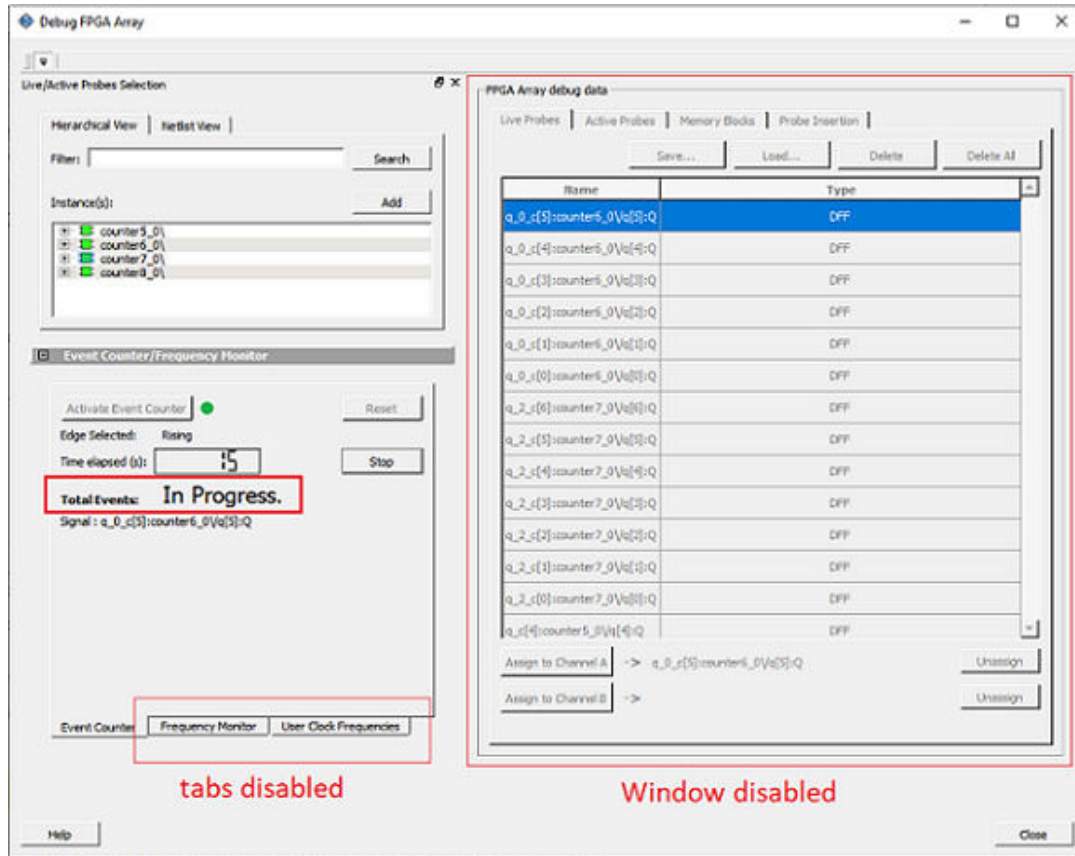 Debug FPGA Array
Live/Active Probes Selection
Hierarchical View
Netlist View
Filter:
Search
Instance(s):
Add
counter5_0\
counter6_0\
counter7_0\
counter8_0\
Event Counter/Frequency Monitor
Activate Event Counter
Reset
Edge Selected: Rising
Time elapsed (s): 15
Stop
Total Events: In Progress.
Signal : q_0_c[5]:counter6_0\/q[5]:Q
Event Counter
Frequency Monitor
User Clock Frequencies
tabs disabled
FPGA Array debug data
Live Probes
Active Probes
Memory Blocks
Probe Insertion
Save...
Load...
Delete
Delete All
Name Type
q_0_c[5]:counter6_0\/q[5]:Q DFF
q_0_c[4]:counter6_0\/q[4]:Q DFF
q_0_c[3]:counter6_0\/q[3]:Q DFF
q_0_c[2]:counter6_0\/q[2]:Q DFF
q_0_c[1]:counter6_0\/q[1]:Q DFF
q_0_c[0]:counter6_0\/q[0]:Q DFF
q_2_c[6]:counter7_0\/q[6]:Q DFF
q_2_c[5]:counter7_0\/q[5]:Q DFF
q_2_c[4]:counter7_0\/q[4]:Q DFF
q_2_c[3]:counter7_0\/q[3]:Q DFF
q_2_c[2]:counter7_0\/q[2]:Q DFF
q_2_c[1]:counter7_0\/q[1]:Q DFF
q_2_c[0]:counter7_0\/q[0]:Q DFF
q_c[4]:counter5_0\/q[4]:Q DFF
Assign to Channel A -> q_0_c[5]:counter6_0\/q[5]:Q Unassign
Assign to Channel B -> Unassign
Window disabled
Help
Close